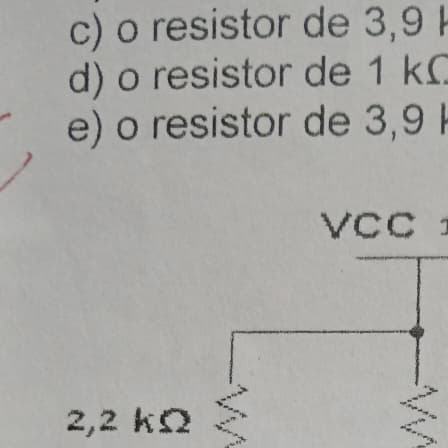 c) o resistor de 3,9
d) o resistor de 1
e) o resistor de 3,9
VCC
2,2 kΩ